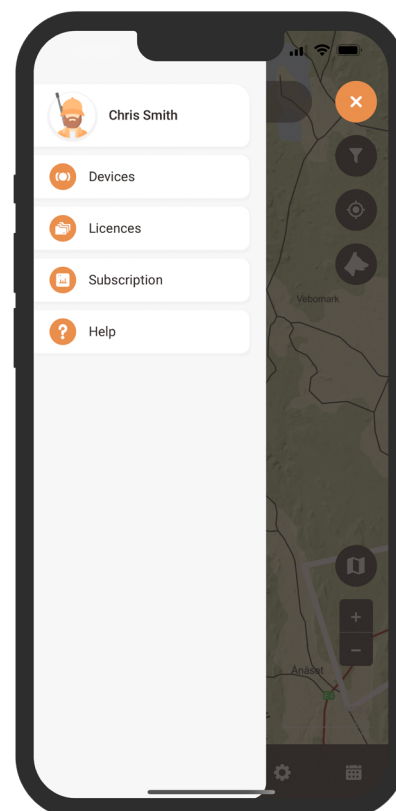 Chris Smith
Devices
Licences
Subscription
Help
Vebomark
Ånäset